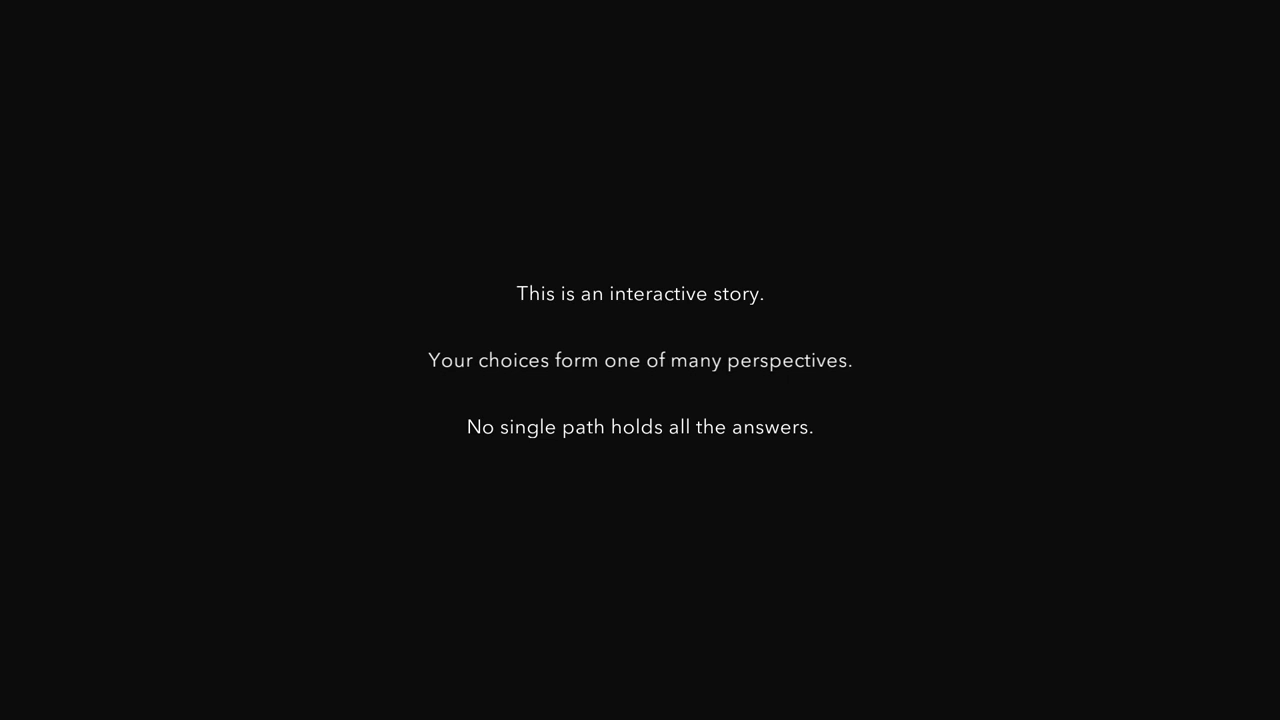 This is an interactive story.
Your choices form one of many perspectives.
No single path holds all the answers.